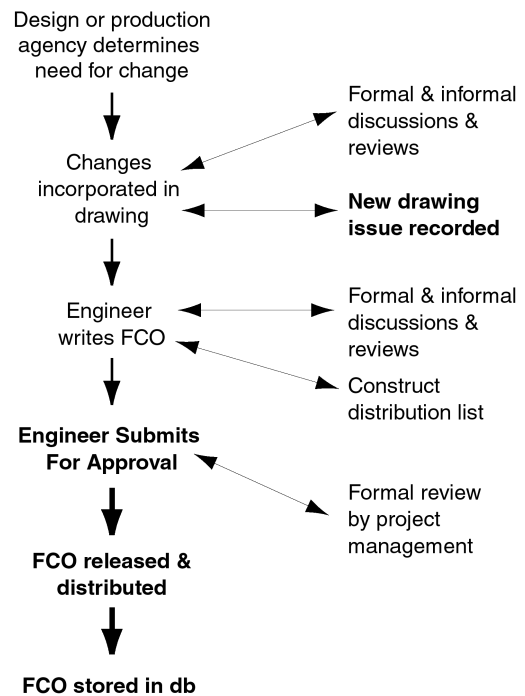 Design or production
agency determines
need for change
Formal & informal
discussions &
reviews
Changes
incorporated in
drawing
New drawing
issue recorded
Formal & informal
discussions &
reviews
Engineer
writes FCO
Construct
distribution list
Engineer Submits
For Approval
Formal review
by project
management
FCO released &
distributed
FCO stored in db